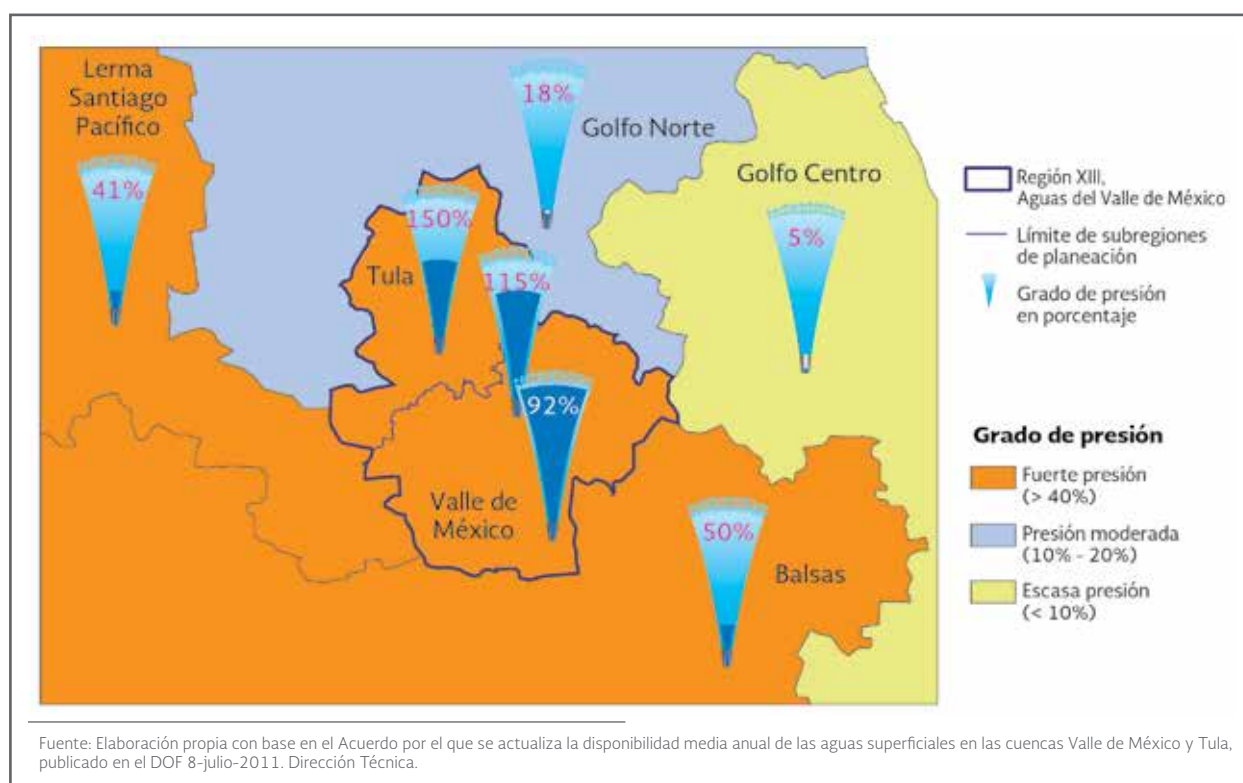 Lerma
Santiago
Pacífico
41%
18%
Golfo Norte
Golfo Centro
5%
150%
Tula
115%
92%
Valle de
México
50%
Balsas
Región XIII,
Aguas del Valle de México
Límite de subregiones
de planeación
Grado de presión
en porcentaje
Grado de presión
Fuerte presión
(> 40%)
Presión moderada
(10% - 20%)
Escasa presión
(< 10%)
Fuente: Elaboración propia con base en el Acuerdo por el que se actualiza la disponibilidad media anual de las aguas superficiales en las cuencas Valle de México y Tula,
publicado en el DOF 8-julio-2011. Dirección Técnica.